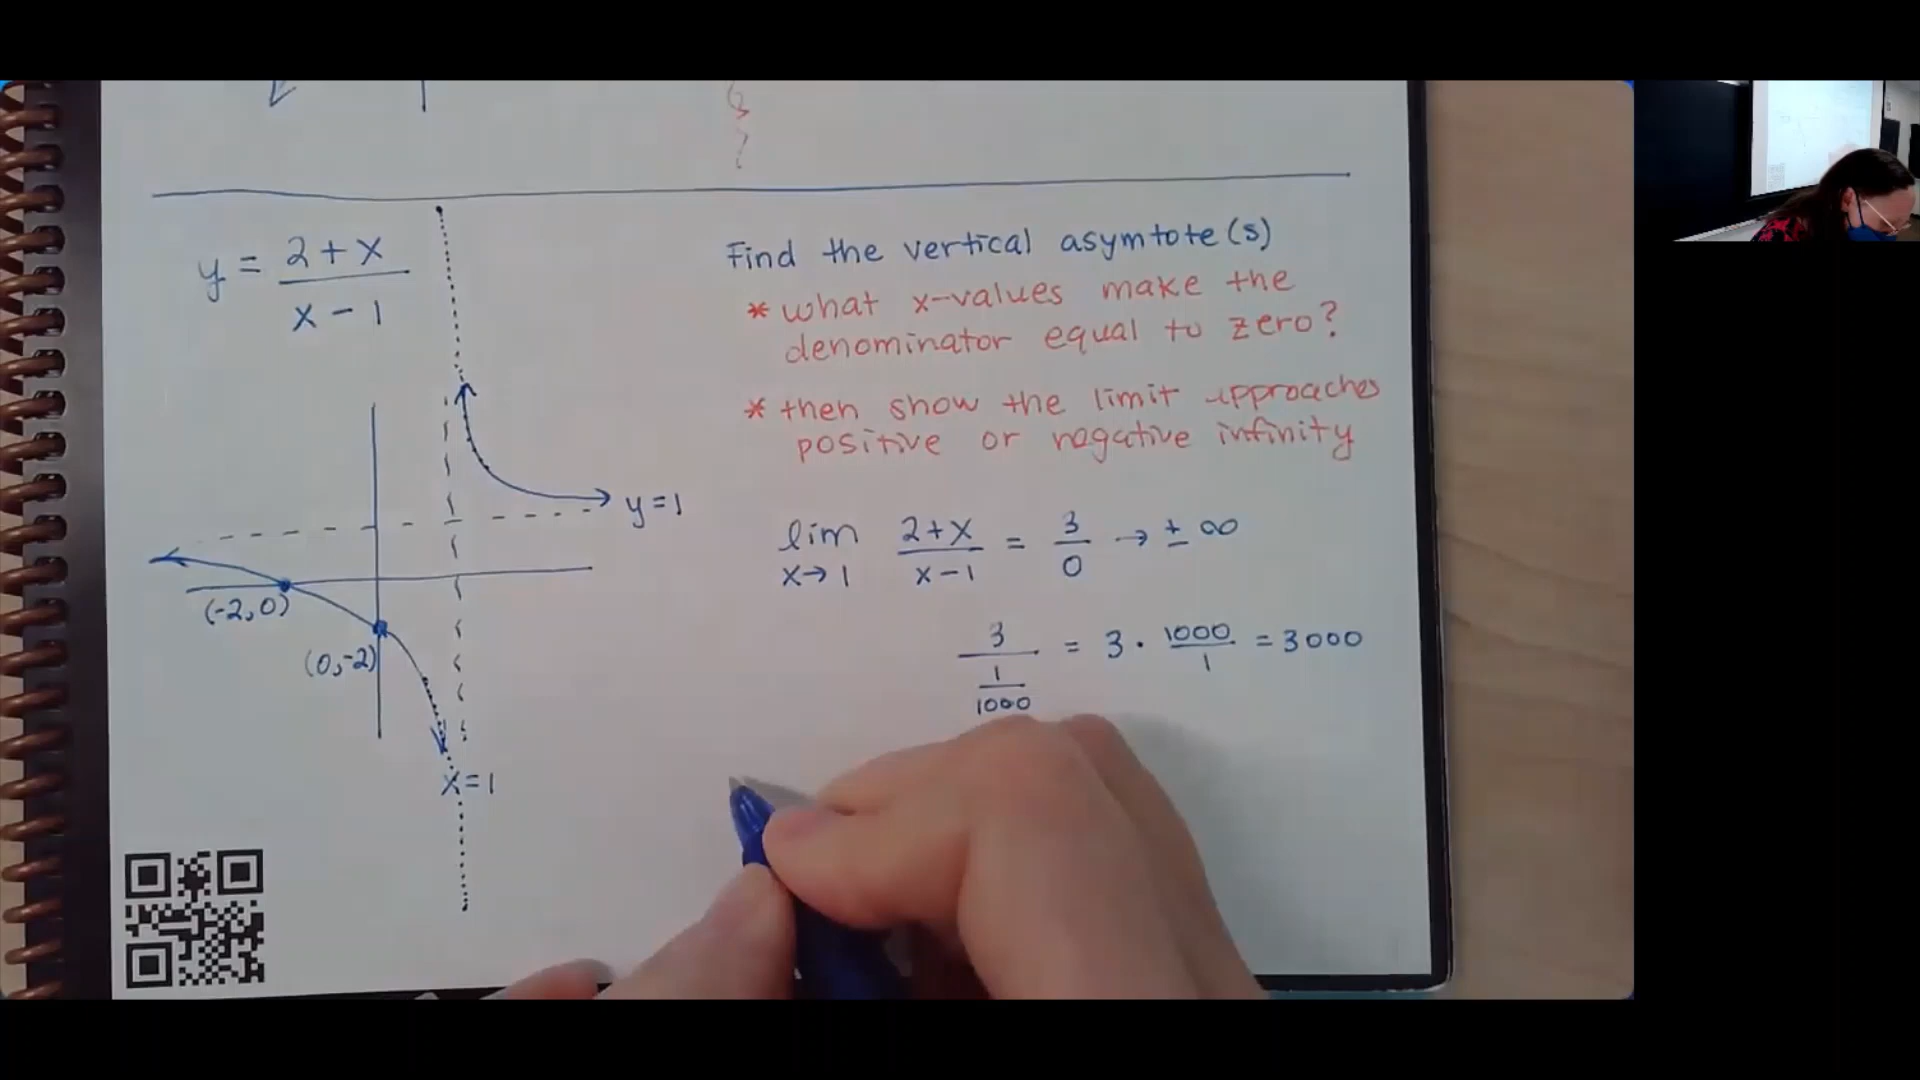 y = 2 + x
x - 1
y = 1
(-2,0)
(0,-2)
x = 1
Find the vertical asymtote(s)
* what x-values make the
denominator equal to zero?
* then show the limit approaches
positive or negative infinity
lim 2+x = 3 → ± ∞
x→1 x-1 0
3 = 3 · 1000 = 3000
1 1
1000